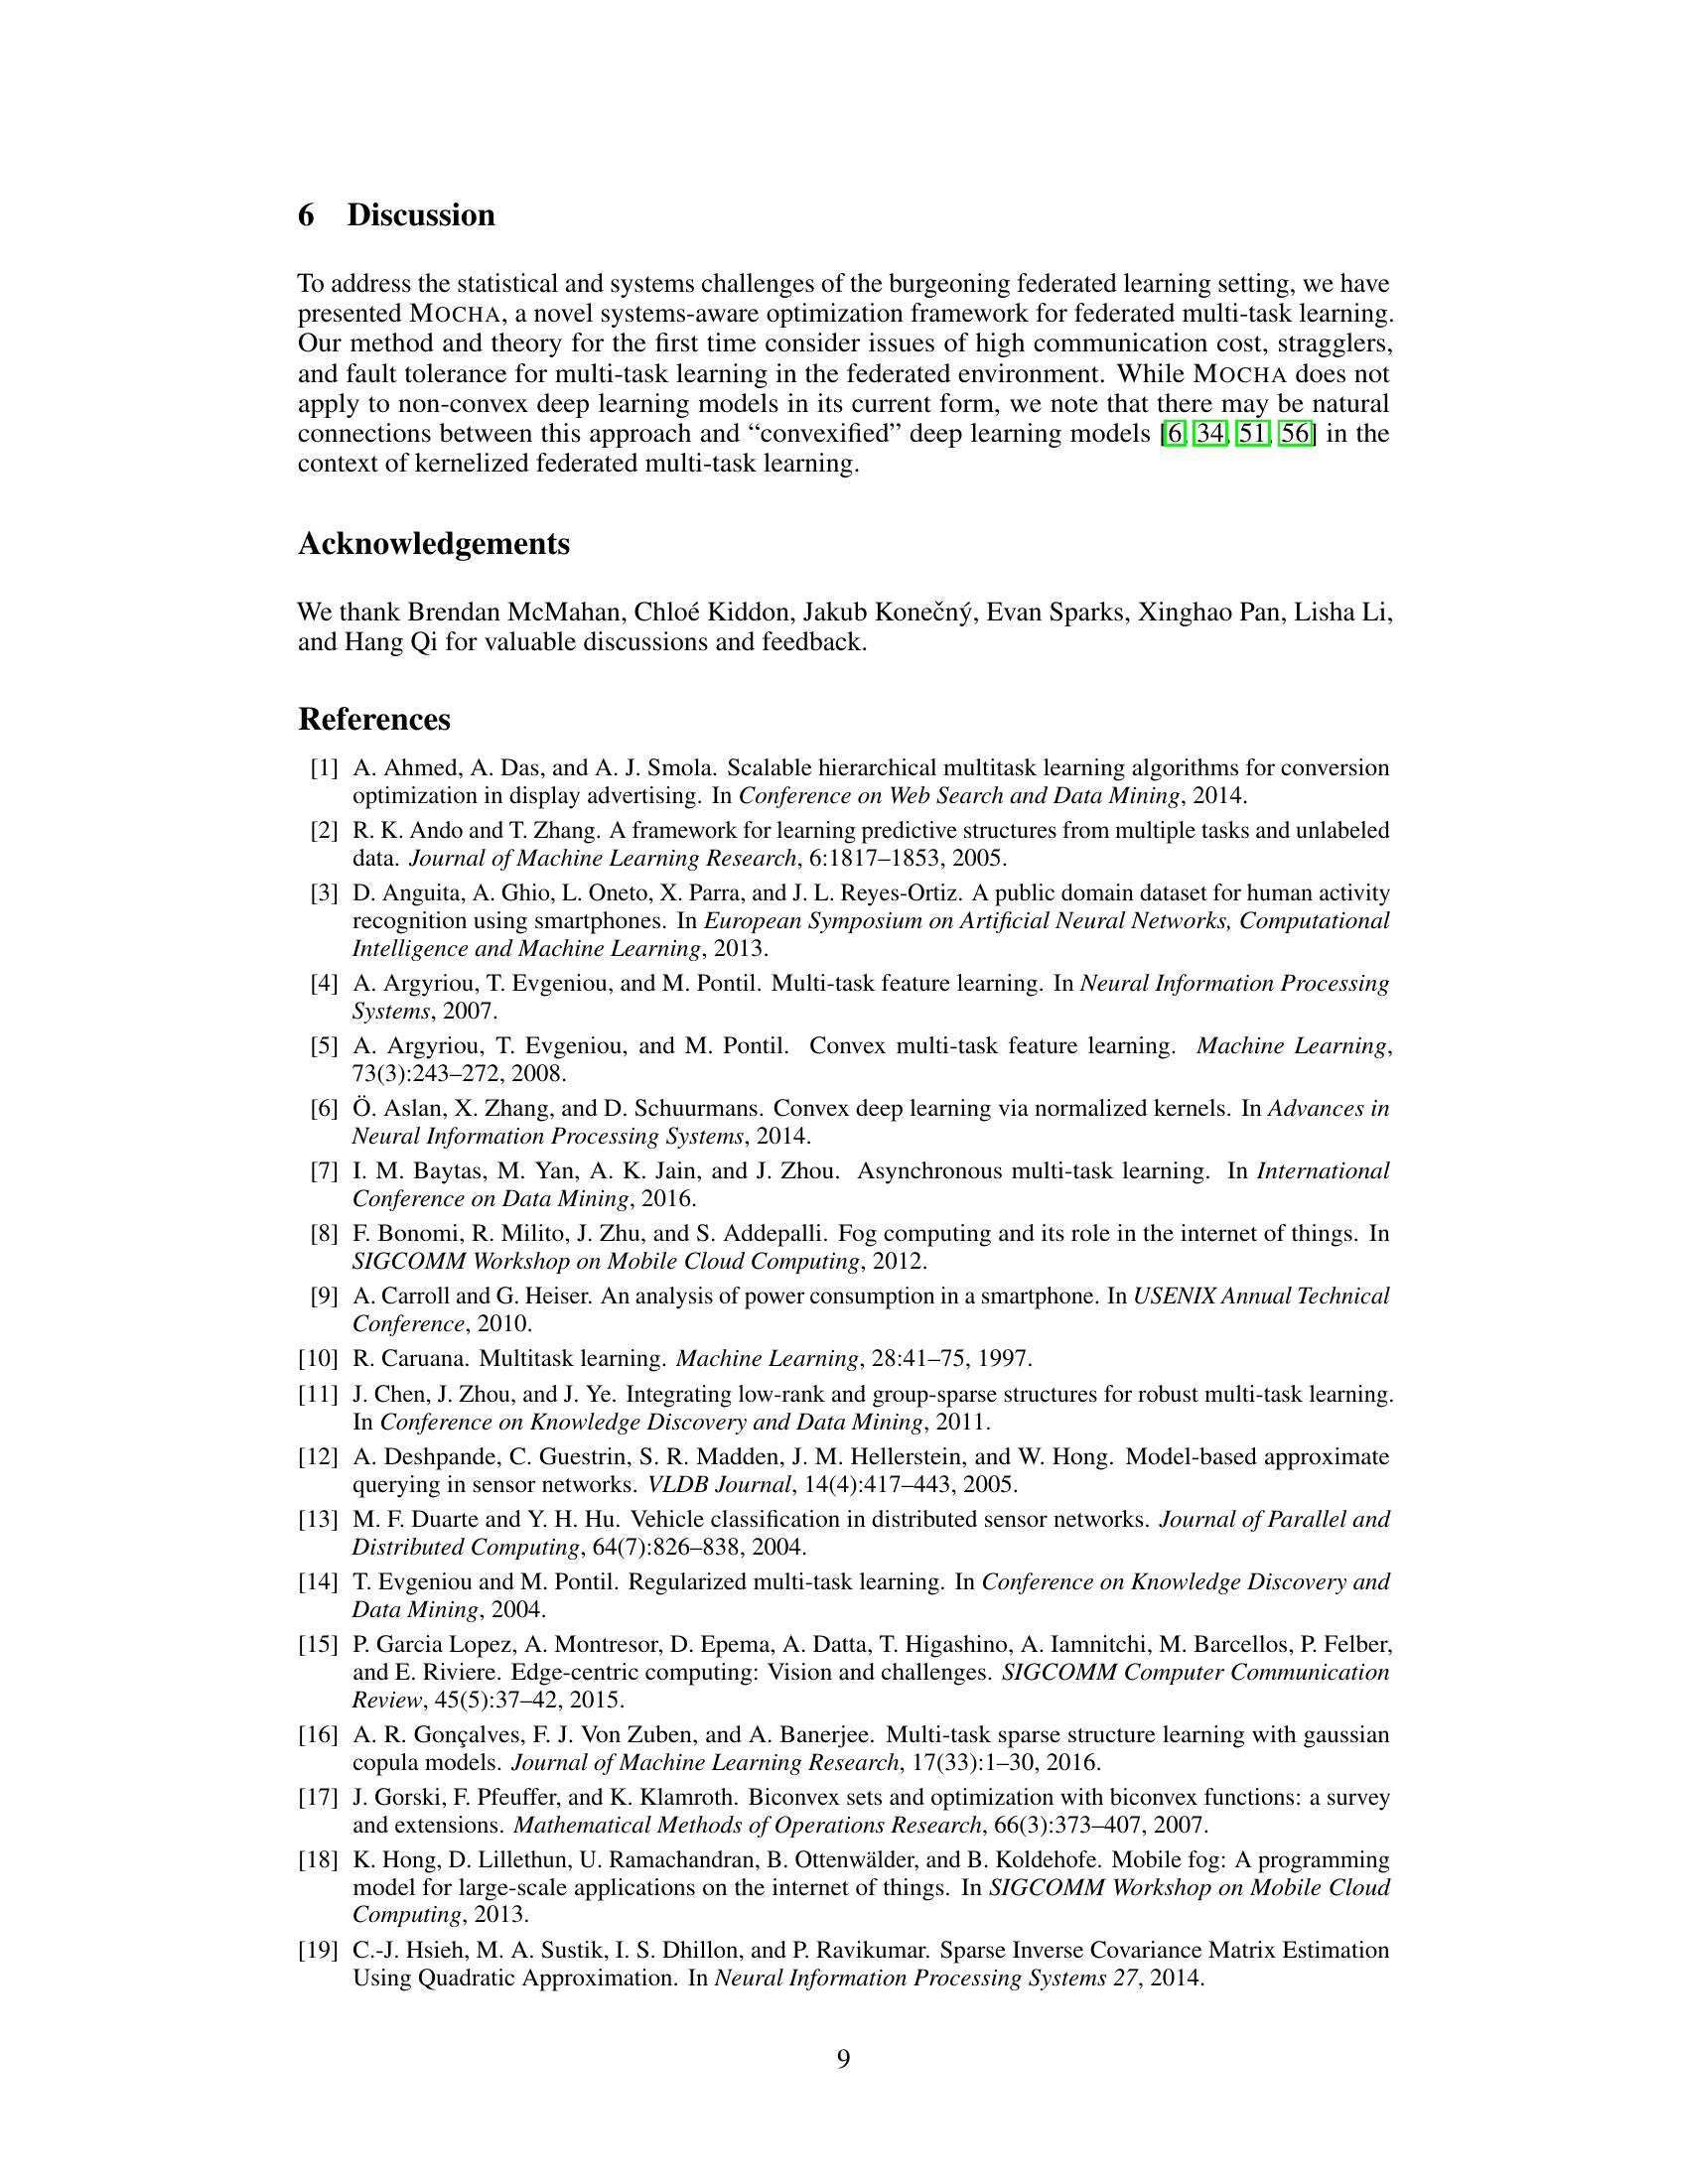 6 Discussion
To address the statistical and systems challenges of the burgeoning federated learning setting, we have
presented MOCHA, a novel systems-aware optimization framework for federated multi-task learning.
Our method and theory for the first time consider issues of high communication cost, stragglers,
and fault tolerance for multi-task learning in the federated environment. While MOCHA does not
apply to non-convex deep learning models in its current form, we note that there may be natural
connections between this approach and “convexified” deep learning models [6, 34, 51, 56] in the
context of kernelized federated multi-task learning.
Acknowledgements
We thank Brendan McMahan, Chloé Kiddon, Jakub Konečný, Evan Sparks, Xinghao Pan, Lisha Li,
and Hang Qi for valuable discussions and feedback.
References
[1] A. Ahmed, A. Das, and A. J. Smola. Scalable hierarchical multitask learning algorithms for conversion
optimization in display advertising. In Conference on Web Search and Data Mining, 2014.
[2] R. K. Ando and T. Zhang. A framework for learning predictive structures from multiple tasks and unlabeled
data. Journal of Machine Learning Research, 6:1817–1853, 2005.
[3] D. Anguita, A. Ghio, L. Oneto, X. Parra, and J. L. Reyes-Ortiz. A public domain dataset for human activity
recognition using smartphones. In European Symposium on Artificial Neural Networks, Computational
Intelligence and Machine Learning, 2013.
[4] A. Argyriou, T. Evgeniou, and M. Pontil. Multi-task feature learning. In Neural Information Processing
Systems, 2007.
[5] A. Argyriou, T. Evgeniou, and M. Pontil. Convex multi-task feature learning. Machine Learning,
73(3):243–272, 2008.
[6] Ö. Aslan, X. Zhang, and D. Schuurmans. Convex deep learning via normalized kernels. In Advances in
Neural Information Processing Systems, 2014.
[7] I. M. Baytas, M. Yan, A. K. Jain, and J. Zhou. Asynchronous multi-task learning. In International
Conference on Data Mining, 2016.
[8] F. Bonomi, R. Milito, J. Zhu, and S. Addepalli. Fog computing and its role in the internet of things. In
SIGCOMM Workshop on Mobile Cloud Computing, 2012.
[9] A. Carroll and G. Heiser. An analysis of power consumption in a smartphone. In USENIX Annual Technical
Conference, 2010.
[10] R. Caruana. Multitask learning. Machine Learning, 28:41–75, 1997.
[11] J. Chen, J. Zhou, and J. Ye. Integrating low-rank and group-sparse structures for robust multi-task learning.
In Conference on Knowledge Discovery and Data Mining, 2011.
[12] A. Deshpande, C. Guestrin, S. R. Madden, J. M. Hellerstein, and W. Hong. Model-based approximate
querying in sensor networks. VLDB Journal, 14(4):417–443, 2005.
[13] M. F. Duarte and Y. H. Hu. Vehicle classification in distributed sensor networks. Journal of Parallel and
Distributed Computing, 64(7):826–838, 2004.
[14] T. Evgeniou and M. Pontil. Regularized multi-task learning. In Conference on Knowledge Discovery and
Data Mining, 2004.
[15] P. Garcia Lopez, A. Montresor, D. Epema, A. Datta, T. Higashino, A. Iamnitchi, M. Barcellos, P. Felber,
and E. Riviere. Edge-centric computing: Vision and challenges. SIGCOMM Computer Communication
Review, 45(5):37–42, 2015.
[16] A. R. Gonçalves, F. J. Von Zuben, and A. Banerjee. Multi-task sparse structure learning with gaussian
copula models. Journal of Machine Learning Research, 17(33):1–30, 2016.
[17] J. Gorski, F. Pfeuffer, and K. Klamroth. Biconvex sets and optimization with biconvex functions: a survey
and extensions. Mathematical Methods of Operations Research, 66(3):373–407, 2007.
[18] K. Hong, D. Lillethun, U. Ramachandran, B. Ottenwälder, and B. Koldehofe. Mobile fog: A programming
model for large-scale applications on the internet of things. In SIGCOMM Workshop on Mobile Cloud
Computing, 2013.
[19] C.-J. Hsieh, M. A. Sustik, I. S. Dhillon, and P. Ravikumar. Sparse Inverse Covariance Matrix Estimation
Using Quadratic Approximation. In Neural Information Processing Systems 27, 2014.
9